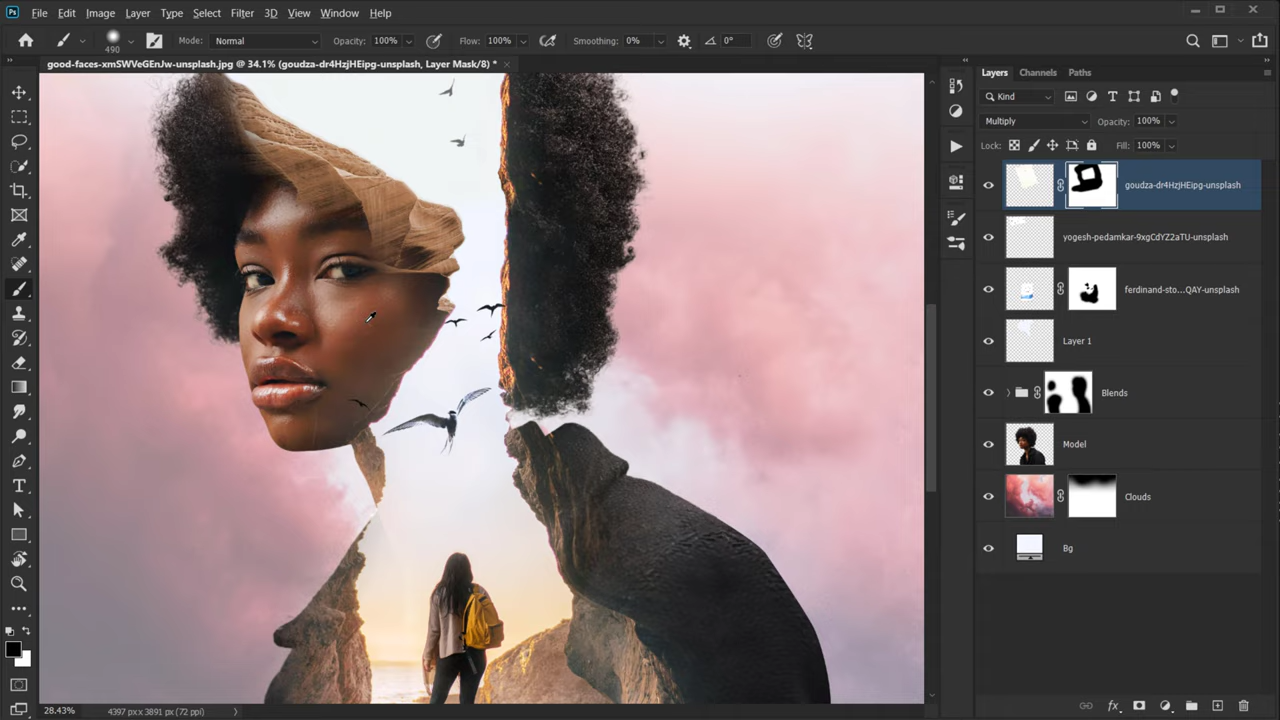 Ps File Edit Image Layer Type Select Filter 3D View Window Help
490 Mode: Normal Opacity: 100% Flow: 100% Smoothing: 0% 0°
good-faces-xmSWVeGEnJw-unsplash.jpg @ 34.1% (goudza-dr4HzjHEipg-unsplash, Layer Mask/8) *
Layers Channels Paths
Kind
Multiply Opacity: 100%
Lock: Fill: 100%
goudza-dr4HzjHEipg-unsplash
yogesh-pedamkar-9xgCdYZ2aTU-unsplash
ferdinand-sto...QAY-unsplash
Layer 1
Blends
Model
Clouds
Bg
28.43% 4397 px x 3891 px (72 ppi)
fx